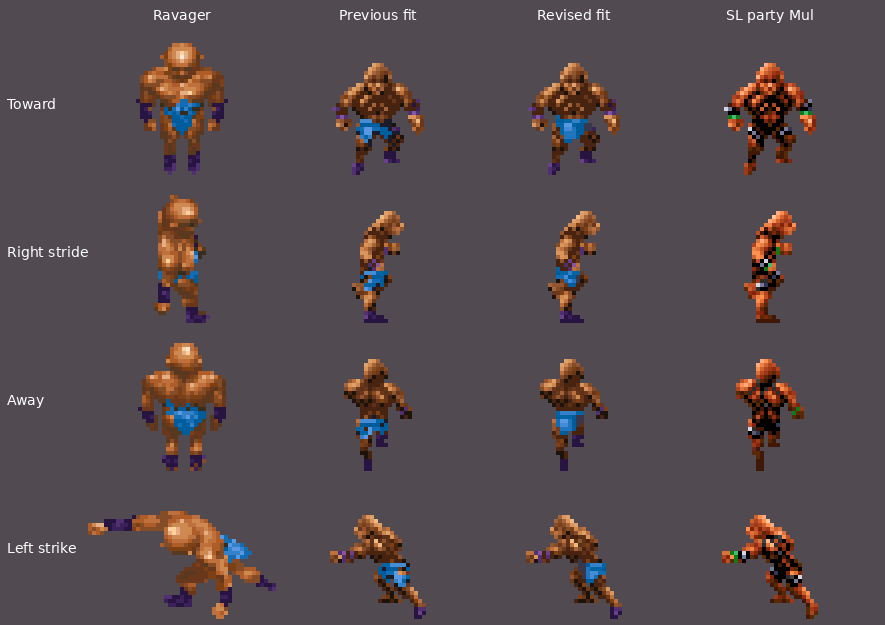 Ravager Previous fit Revised fit SL party Mul
Toward
Right stride
Away
Left strike